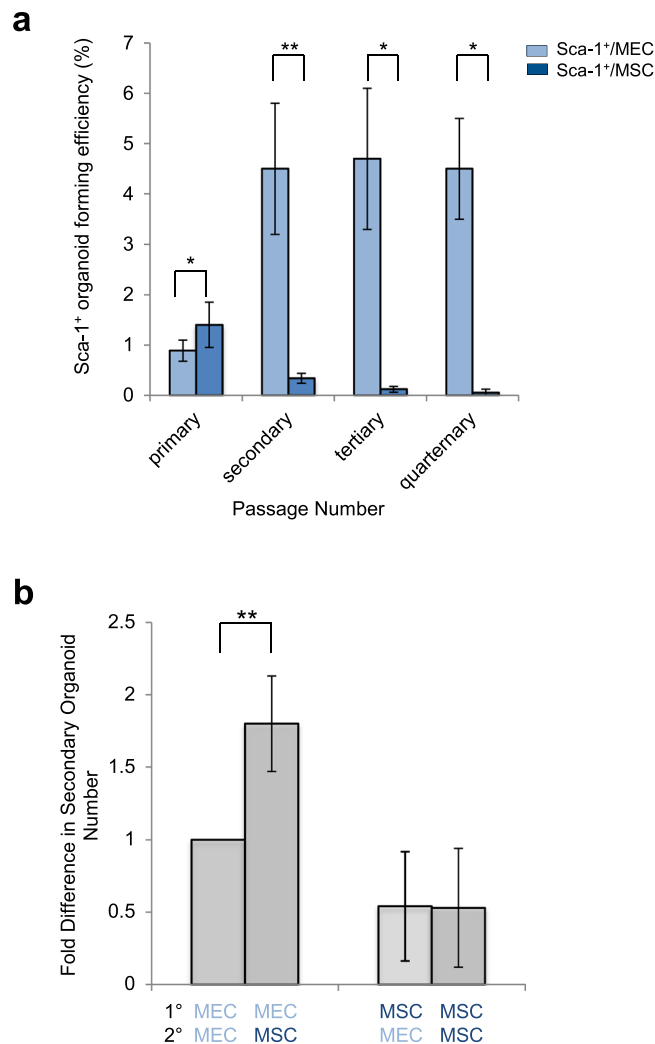 a
Sca-1⁺ organoid forming efficiency (%)
7
6
5
4
3
2
1
0
*
**
*
*
Sca-1⁺/MEC
Sca-1⁺/MSC
primary
secondary
tertiary
quarternary
Passage Number
b
Fold Difference in Secondary Organoid
Number
2.5
2
1.5
1
0.5
0
**
1° MEC MEC MSC MSC
2° MEC MSC MEC MSC